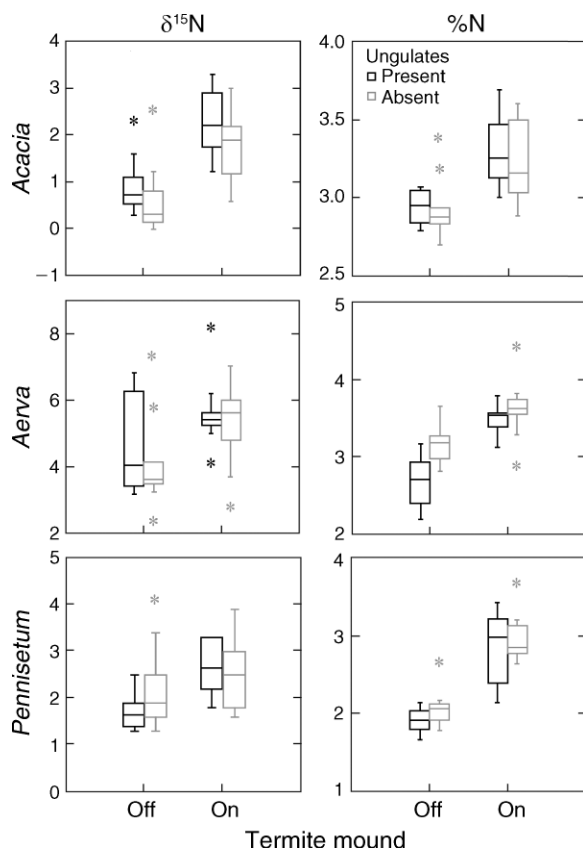 δ¹⁵N
%N
Ungulates
Present
Absent
Acacia
4
3
2
1
0
−1
4.0
3.5
3.0
2.5
Aerva
8
6
4
2
5
4
3
2
Pennisetum
5
4
3
2
1
0
4
3
2
1
Off
On
Off
On
Termite mound